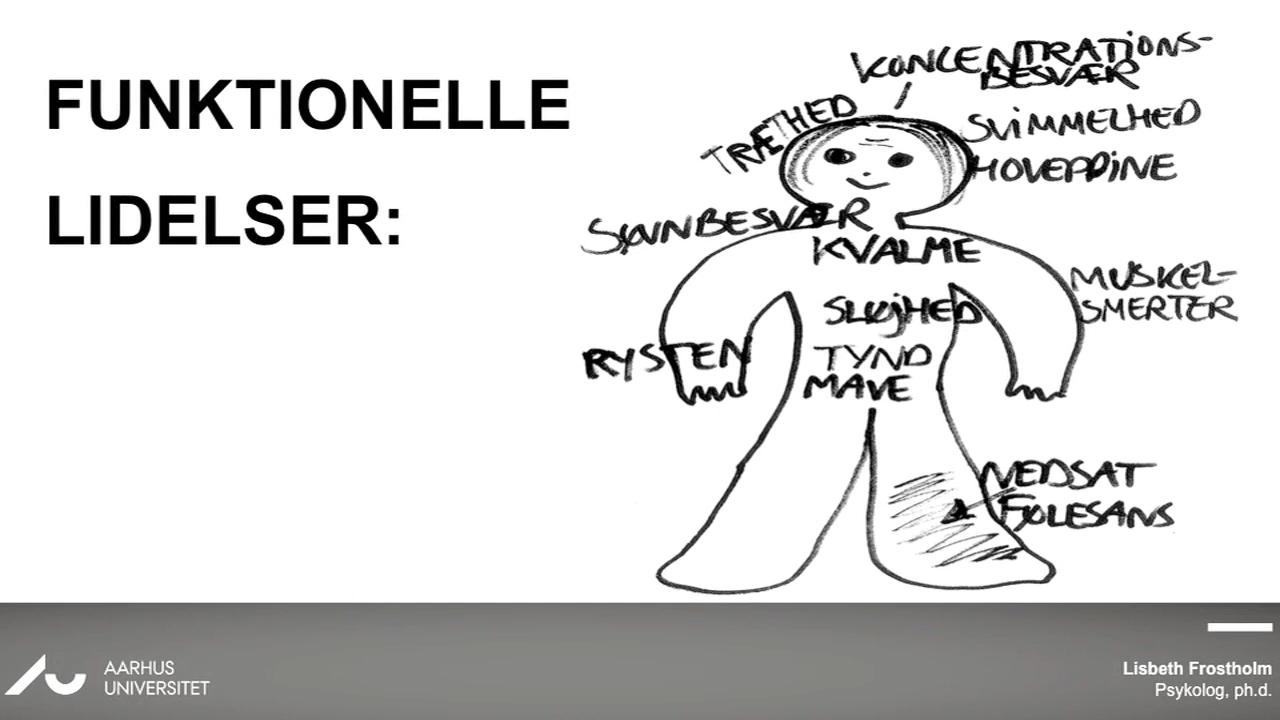 FUNKTIONELLE
LIDELSER:
KONCENTRATIONS-
BESVÆR
TRÆTHED
SVIMMELHED
HOVEDPINE
SØVNBESVÆR
KVALME
MUSKEL-
SMERTER
SLØJHED
RYSTEN
TYND
MAVE
NEDSAT
FØLESANS
AARHUS
UNIVERSITET
Lisbeth Frostholm
Psykolog, ph.d.